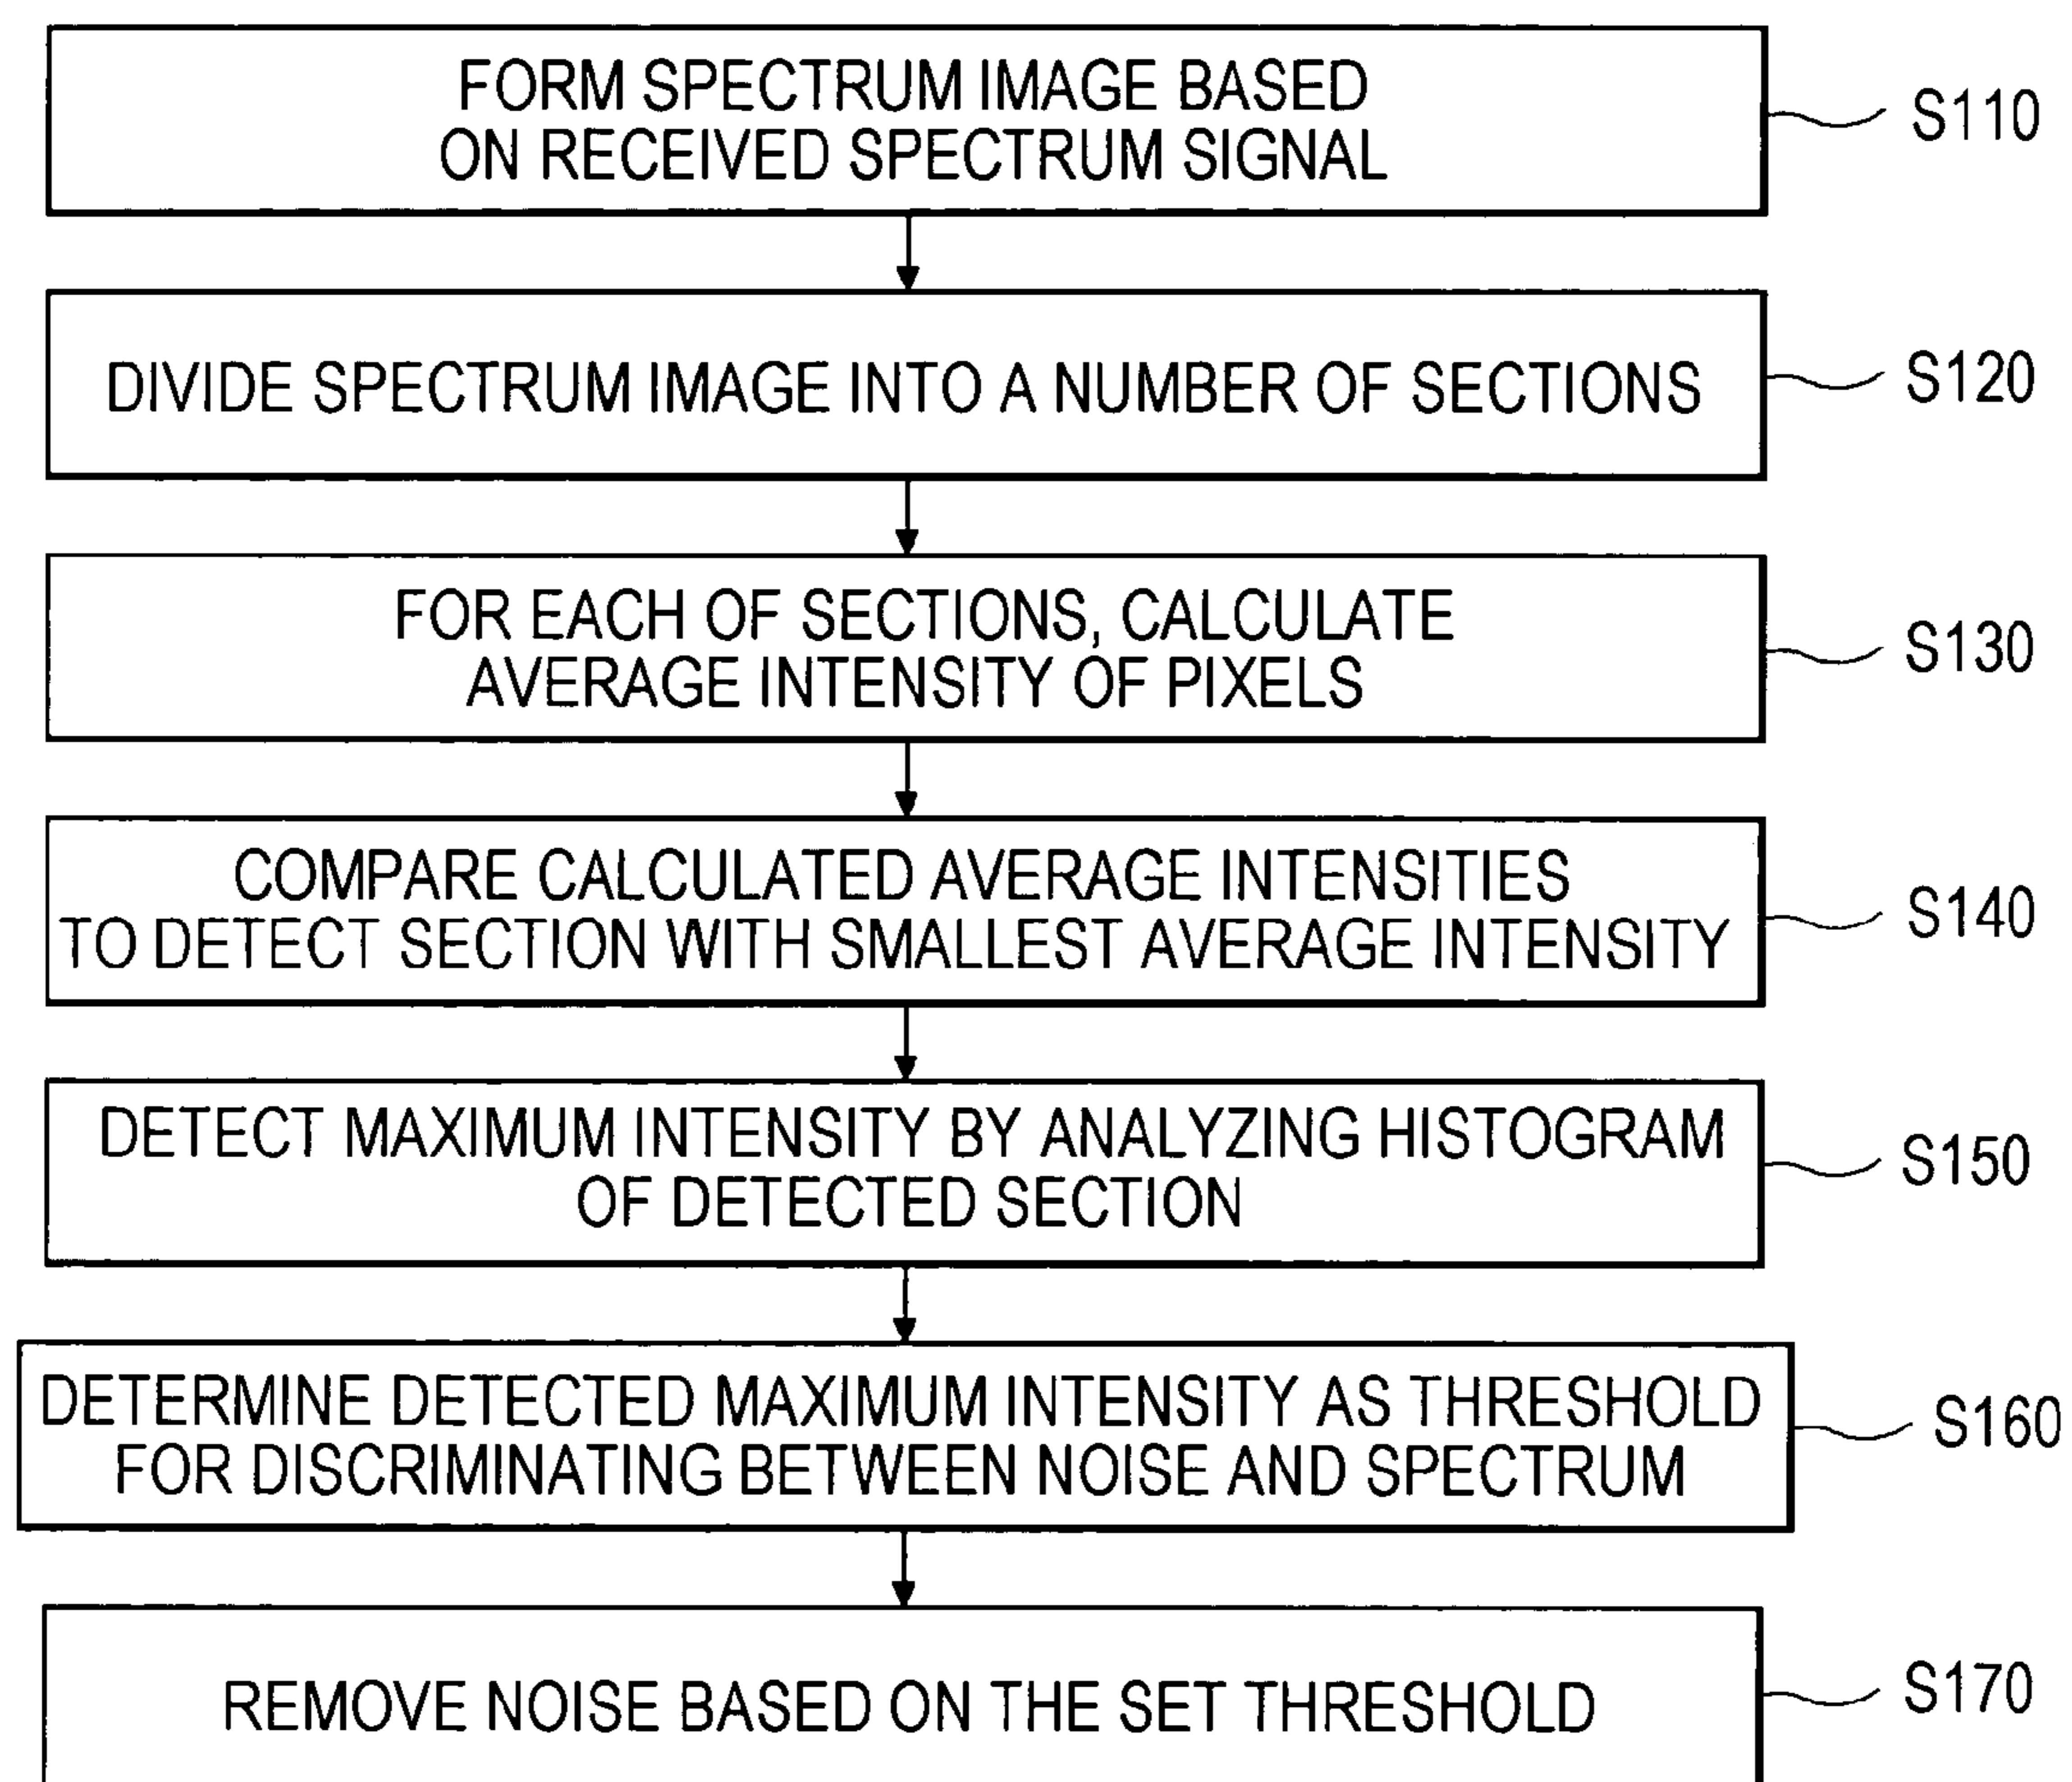 FORM SPECTRUM IMAGE BASED
ON RECEIVED SPECTRUM SIGNAL
S110
DIVIDE SPECTRUM IMAGE INTO A NUMBER OF SECTIONS
S120
FOR EACH OF SECTIONS, CALCULATE
AVERAGE INTENSITY OF PIXELS
S130
COMPARE CALCULATED AVERAGE INTENSITIES
TO DETECT SECTION WITH SMALLEST AVERAGE INTENSITY
S140
DETECT MAXIMUM INTENSITY BY ANALYZING HISTOGRAM
OF DETECTED SECTION
S150
DETERMINE DETECTED MAXIMUM INTENSITY AS THRESHOLD
FOR DISCRIMINATING BETWEEN NOISE AND SPECTRUM
S160
REMOVE NOISE BASED ON THE SET THRESHOLD
S170